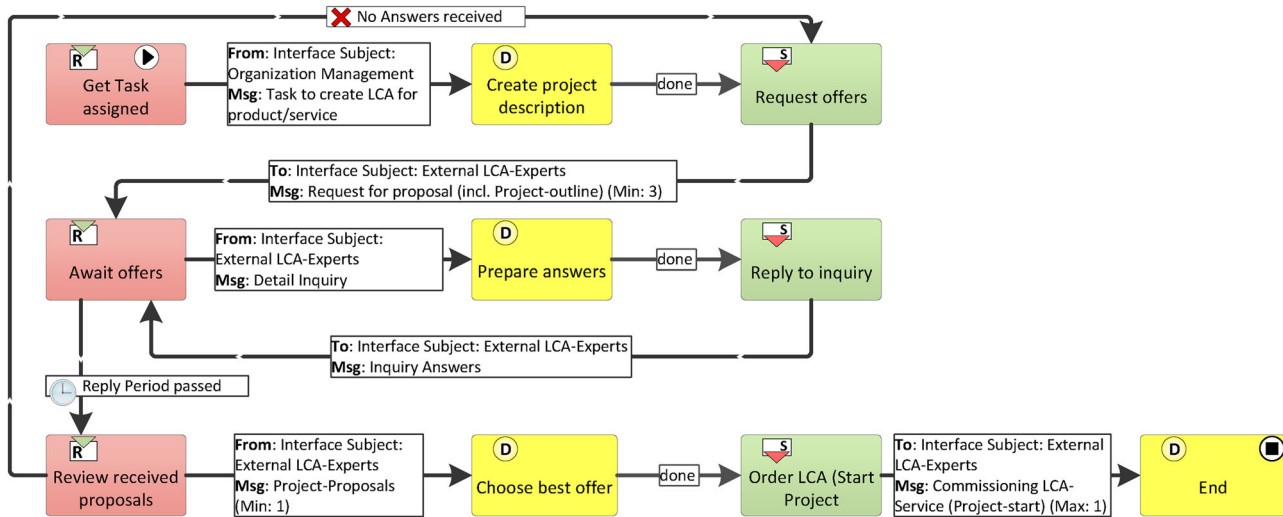 No Answers received
R
Get Task
assigned
From: Interface Subject:
Organization Management
Msg: Task to create LCA for
product/service
D
Create project
description
done
S
Request offers
To: Interface Subject: External LCA-Experts
Msg: Request for proposal (incl. Project-outline) (Min: 3)
R
Await offers
From: Interface Subject:
External LCA-Experts
Msg: Detail Inquiry
D
Prepare answers
done
S
Reply to inquiry
To: Interface Subject: External LCA-Experts
Msg: Inquiry Answers
Reply Period passed
R
Review received
proposals
From: Interface Subject:
External LCA-Experts
Msg: Project-Proposals
(Min: 1)
D
Choose best offer
done
S
Order LCA (Start
Project
To: Interface Subject: External
LCA-Experts
Msg: Commissioning LCA-
Service (Project-start) (Max: 1)
D
End